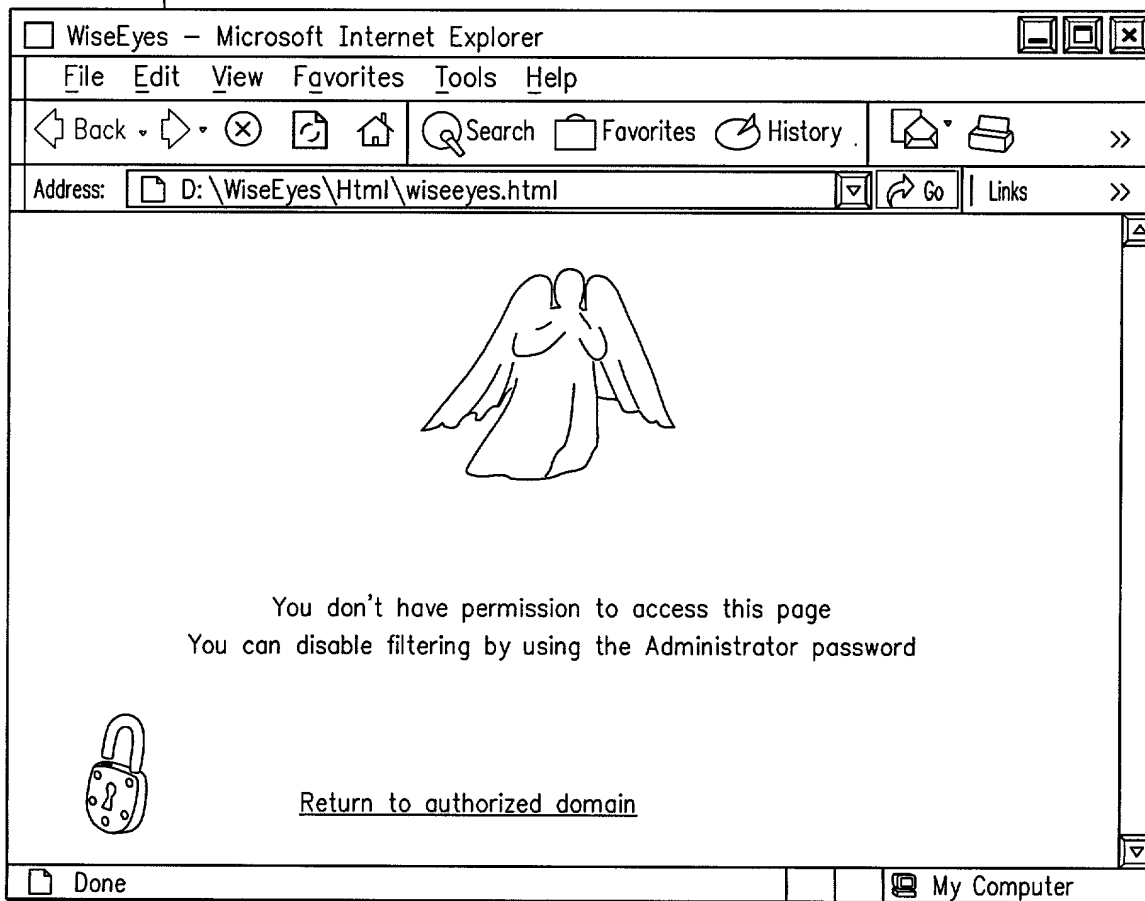 WiseEyes – Microsoft Internet Explorer
File Edit View Favorites Tools Help
Back Search Favorites History
Address: D:\WiseEyes\Html\wiseeyes.html Go Links
You don't have permission to access this page
You can disable filtering by using the Administrator password
Return to authorized domain
Done My Computer